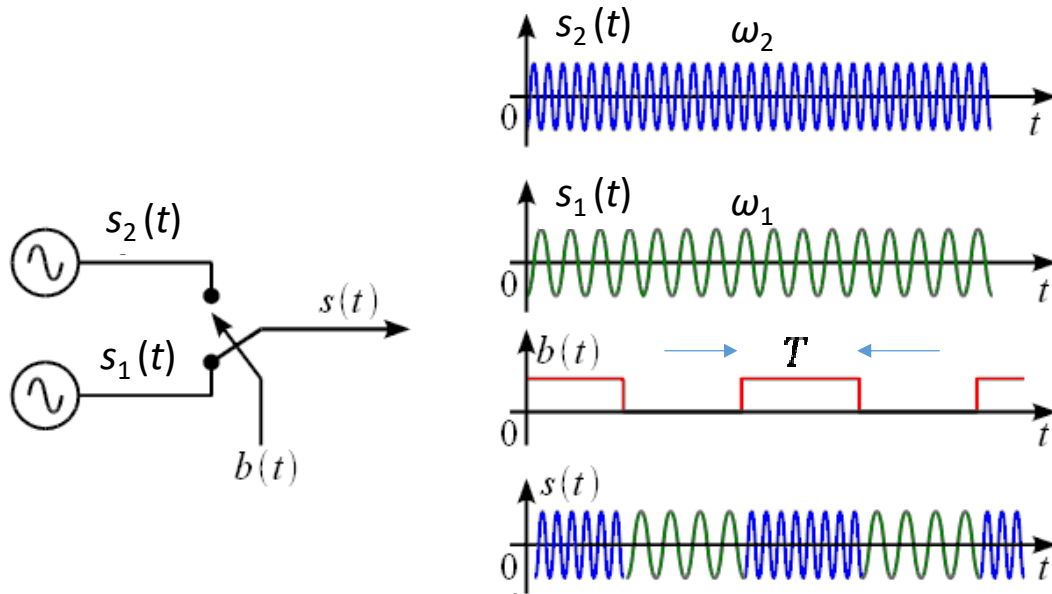 s₂(t)
s₁(t)
s(t)
b(t)
s₂(t) ω₂
0 t
s₁(t) ω₁
0 t
b(t) T
0 t
s(t)
0 t